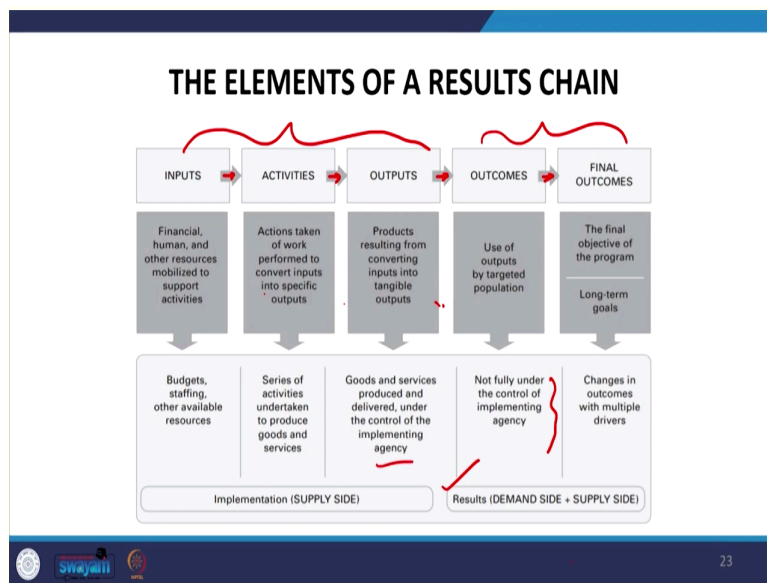 THE ELEMENTS OF A RESULTS CHAIN
INPUTS
ACTIVITIES
OUTPUTS
OUTCOMES
FINAL
OUTCOMES
Financial,
human, and
other resources
mobilized to
support
activities
Actions taken
of work
performed to
convert inputs
into specific
outputs
Products
resulting from
converting
inputs into
tangible
outputs
Use of
outputs
by targeted
population
The final
objective of
the program
Long-term
goals
Budgets,
staffing,
other available
resources
Series of
activities
undertaken
to produce
goods and
services
Goods and services
produced and
delivered, under
the control of the
implementing
agency
Not fully under
the control of
implementing
agency
Changes in
outcomes
with multiple
drivers
Implementation (SUPPLY SIDE)
Results (DEMAND SIDE + SUPPLY SIDE)
swayam
23